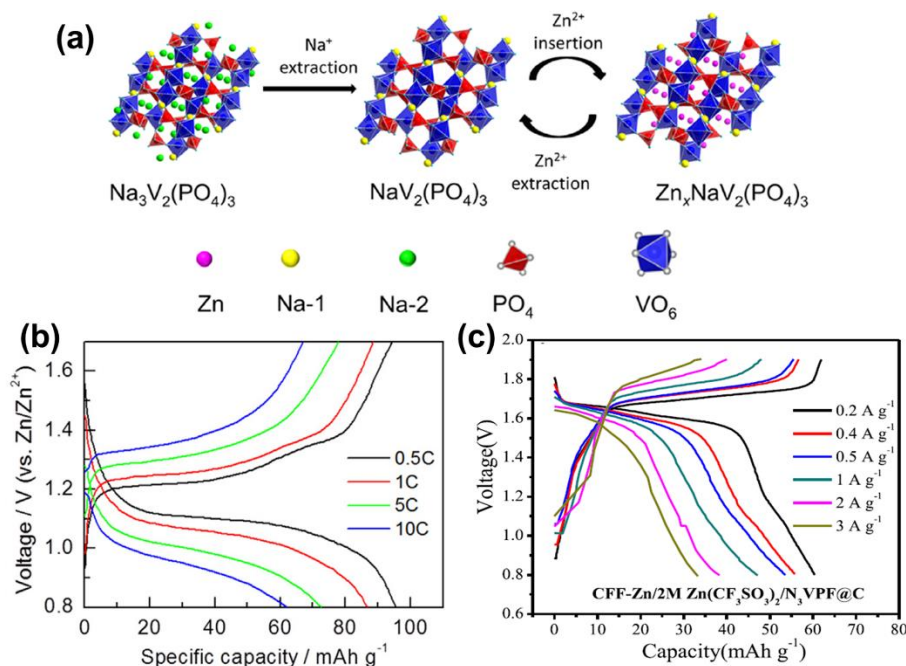 (a)
Na⁺
extraction
Zn²⁺
insertion
Zn²⁺
extraction
Na₃V₂(PO₄)₃
NaV₂(PO₄)₃
ZnₓNaV₂(PO₄)₃
Zn
Na-1
Na-2
PO₄
VO₆
(b)
Voltage / V (vs. Zn/Zn²⁺)
1.6
1.4
1.2
1.0
0.8
0.5C
1C
5C
10C
0 20 40 60 80 100
Specific capacity / mAh g⁻¹
(c)
Voltage(V)
2.0
1.8
1.6
1.4
1.2
1.0
0.8
0.6
0.2 A g⁻¹
0.4 A g⁻¹
0.5 A g⁻¹
1 A g⁻¹
2 A g⁻¹
3 A g⁻¹
CFF-Zn/2M Zn(CF₃SO₃)₂/N₃VPF@C
0 10 20 30 40 50 60 70 80
Capacity(mAh g⁻¹)